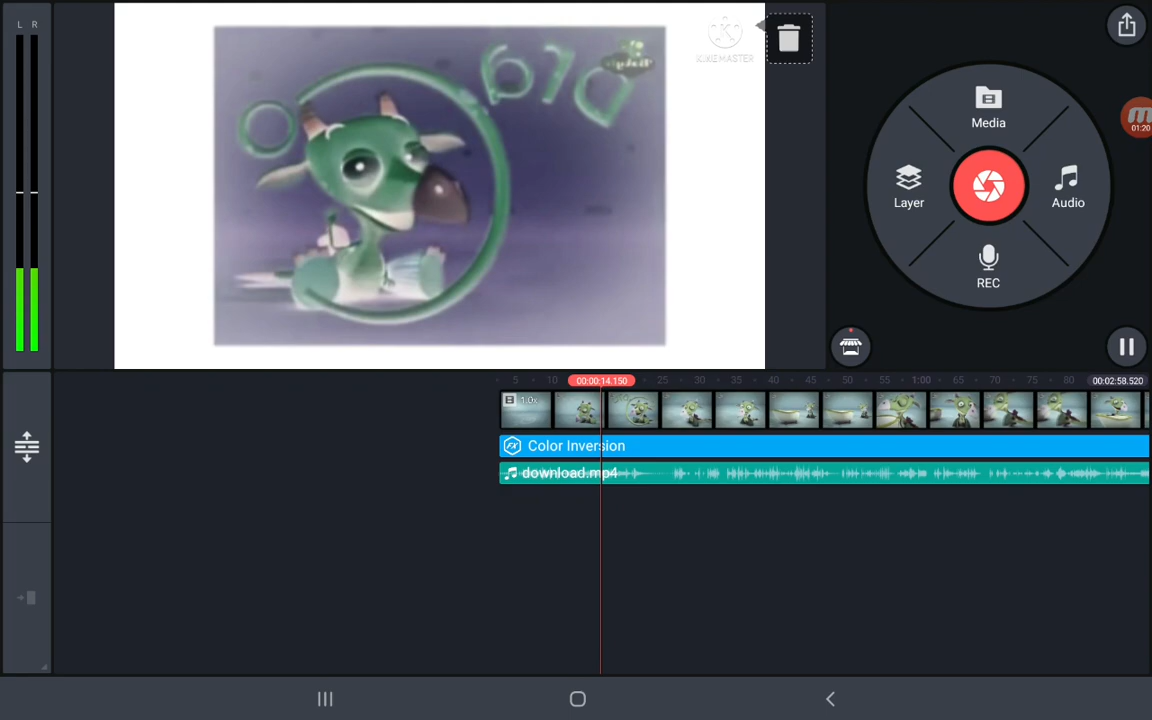 L R
KINEMASTER
Media
Layer
Audio
REC
01:20
5 10 00:00:14.150 25 30 35 40 45 50 55 1:00 65 70 75 80 00:02:58.520
1.0x
Color Inversion
download.mp4